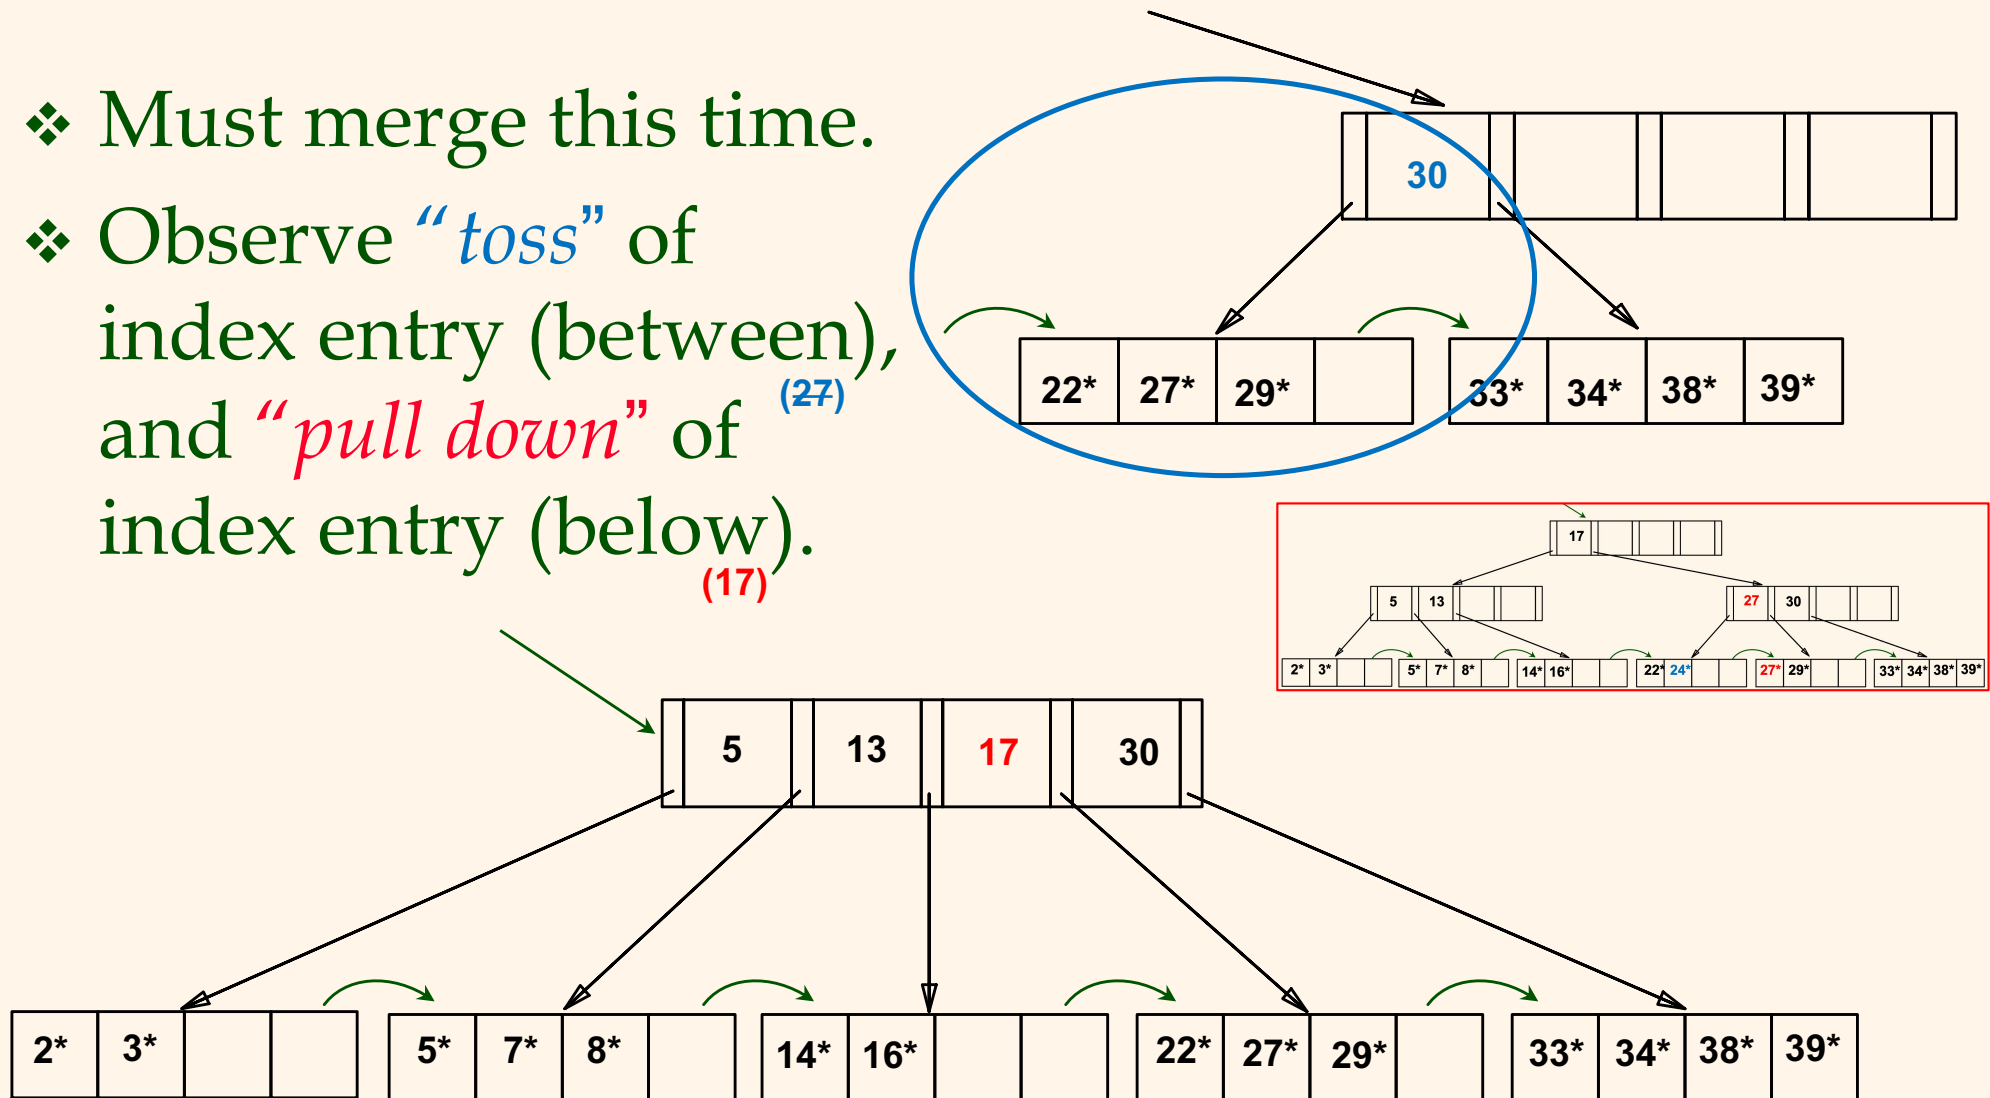 ❖ Must merge this time.
❖ Observe “toss” of
index entry (between),
(27)
and “pull down” of
index entry (below).
(17)
30
22* 27* 29*
33* 34* 38* 39*
17
5 13
27 30
2* 3*
5* 7* 8*
14* 16*
22* 24*
27* 29*
33* 34* 38* 39*
5 13 17 30
2* 3*
5* 7* 8*
14* 16*
22* 27* 29*
33* 34* 38* 39*